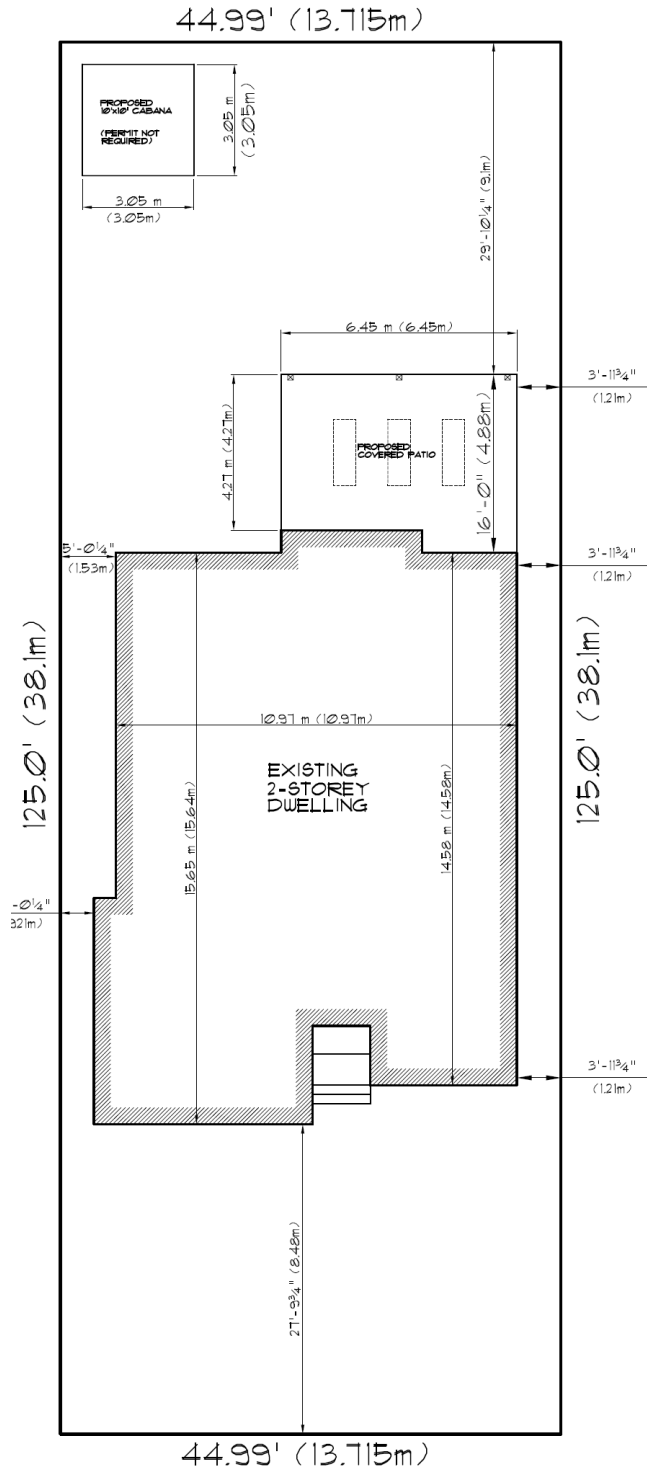 44.99' (13.715m)
PROPOSED
10'x10' CABANA
(PERMIT NOT
REQUIRED)
3.05 m
(3.05m)
3.05 m
(3.05m)
29'-10¼" (9.1m)
6.45 m (6.45m)
3'-11¾"
(1.21m)
4.27 m (4.27m)
16'-0" (4.88m)
PROPOSED
COVERED PATIO
5'-0¼"
(1.53m)
3'-11¾"
(1.21m)
125.0' (38.1m)
125.0' (38.1m)
10.97 m (10.97m)
EXISTING
2-STOREY
DWELLING
15.65 m (15.64m)
14.58 m (14.58m)
-0¼"
921m)
3'-11¾"
(1.21m)
27'-9¾" (8.48m)
44.99' (13.715m)